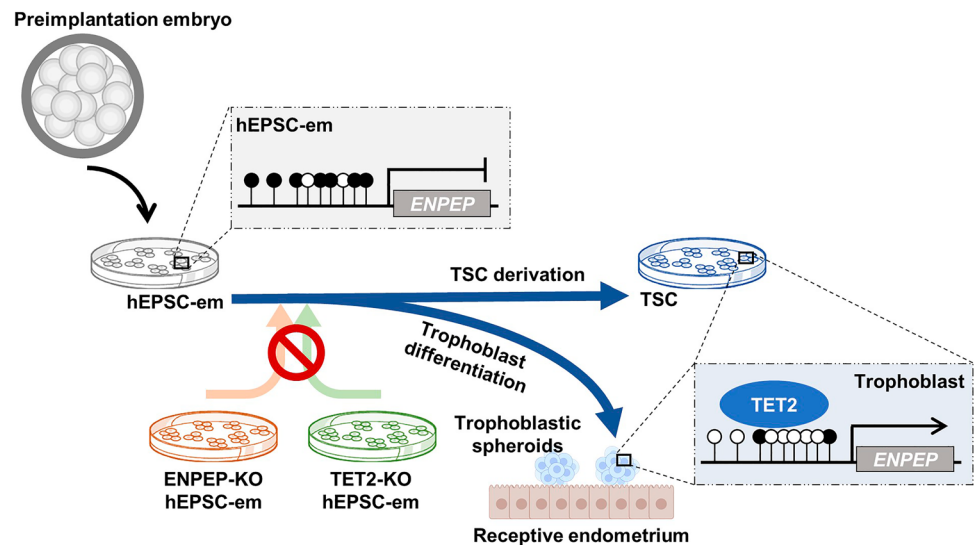 Preimplantation embryo
hEPSC-em
ENPEP
hEPSC-em
TSC derivation
TSC
Trophoblast
differentiation
Trophoblast
TET2
ENPEP
Trophoblastic
spheroids
ENPEP-KO
hEPSC-em
TET2-KO
hEPSC-em
Receptive endometrium